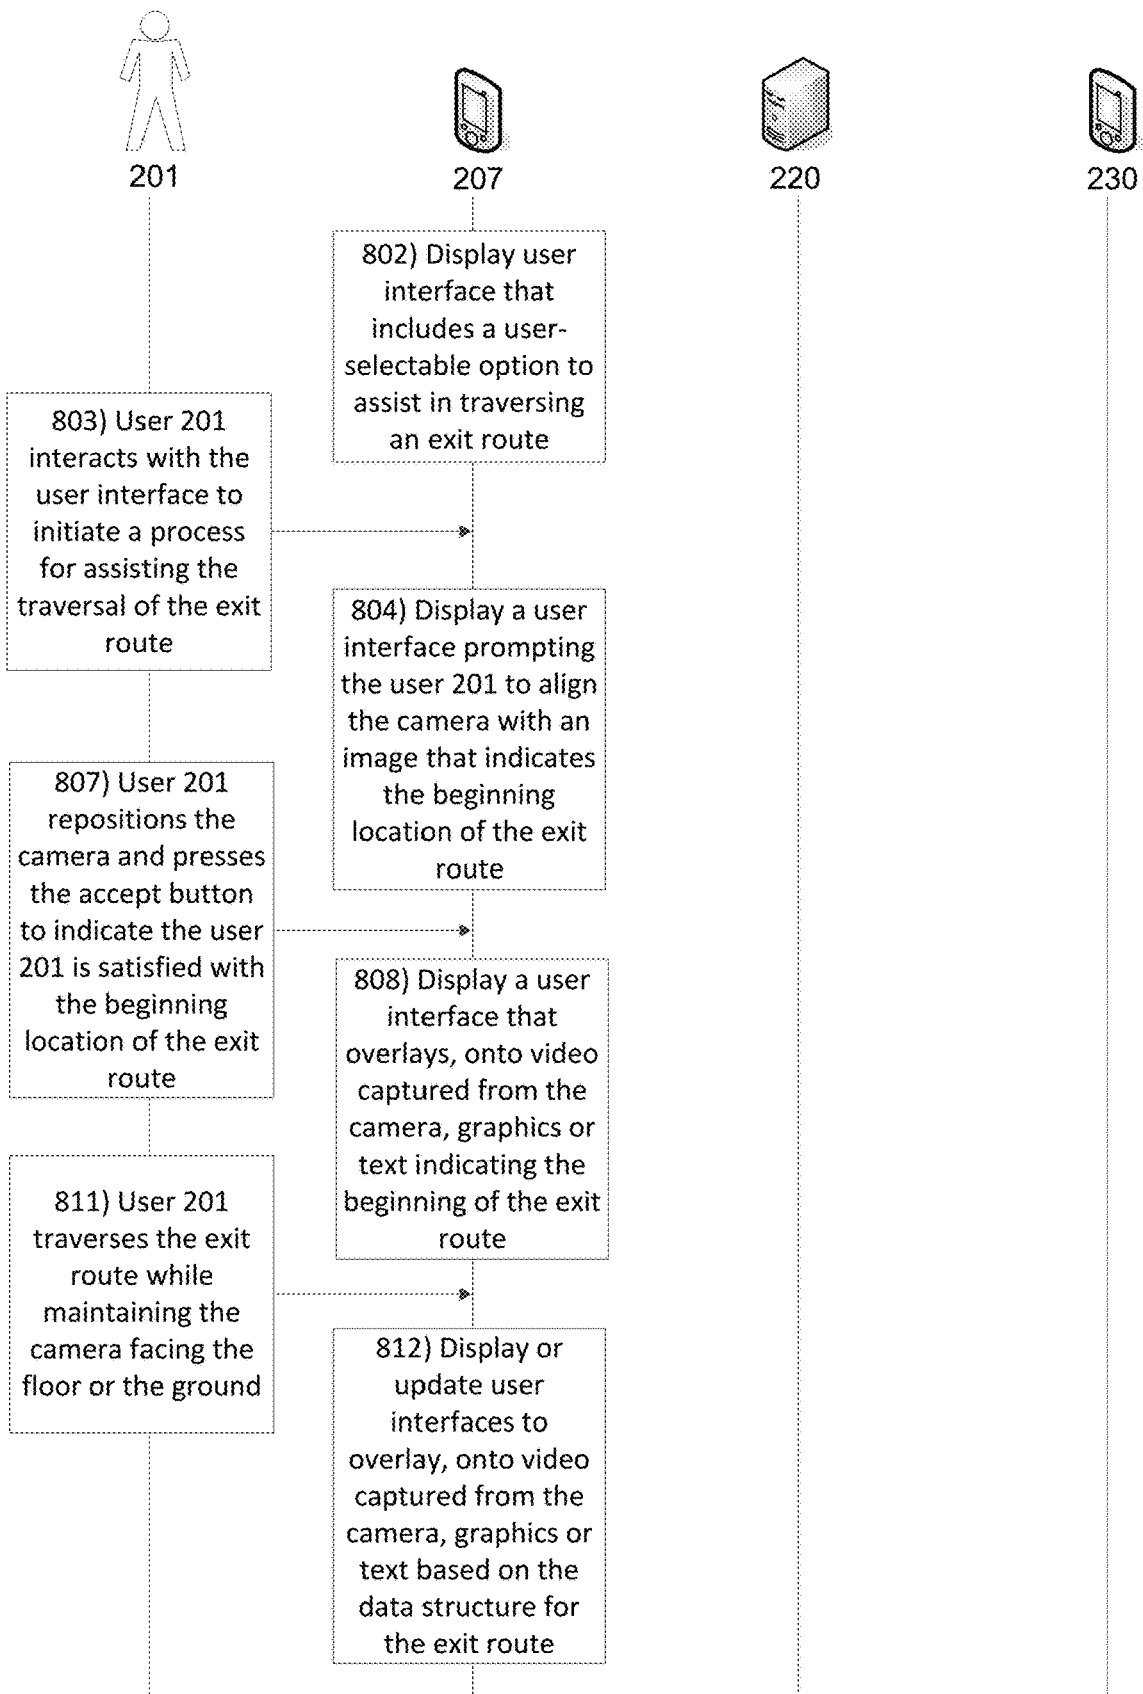 201
207
220
230
802) Display user
interface that
includes a user-
selectable option to
assist in traversing
an exit route
803) User 201
interacts with the
user interface to
initiate a process
for assisting the
traversal of the exit
route
804) Display a user
interface prompting
the user 201 to align
the camera with an
image that indicates
the beginning
location of the exit
route
807) User 201
repositions the
camera and presses
the accept button
to indicate the user
201 is satisfied with
the beginning
location of the exit
route
808) Display a user
interface that
overlays, onto video
captured from the
camera, graphics or
text indicating the
beginning of the exit
route
811) User 201
traverses the exit
route while
maintaining the
camera facing the
floor or the ground
812) Display or
update user
interfaces to
overlay, onto video
captured from the
camera, graphics or
text based on the
data structure for
the exit route